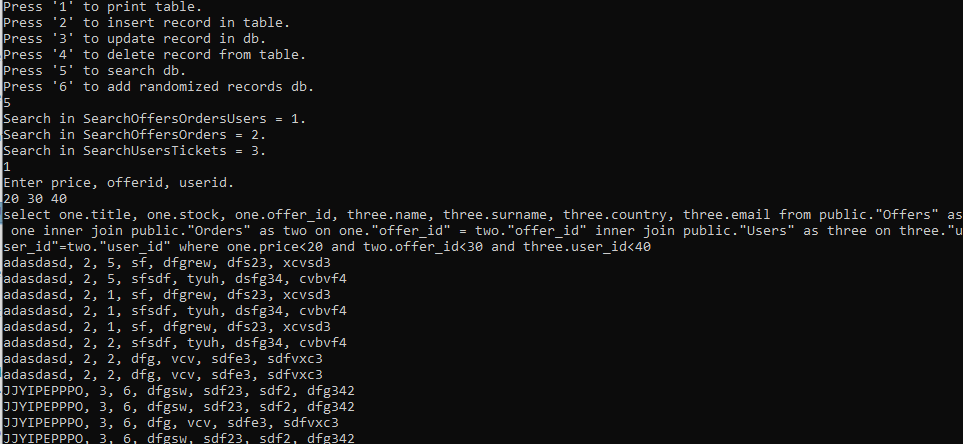 Press '1' to print table.
Press '2' to insert record in table.
Press '3' to update record in db.
Press '4' to delete record from table.
Press '5' to search db.
Press '6' to add randomized records db.
5
Search in SearchOffersOrdersUsers = 1.
Search in SearchOffersOrders = 2.
Search in SearchUsersTickets = 3.
1
Enter price, offerid, userid.
20 30 40
select one.title, one.stock, one.offer_id, three.name, three.surname, three.country, three.email from public."Offers" as
 one inner join public."Orders" as two on one."offer_id" = two."offer_id" inner join public."Users" as three on three."u
ser_id"=two."user_id" where one.price<20 and two.offer_id<30 and three.user_id<40
adasdasd, 2, 5, sf, dfgrew, dfs23, xcvsd3
adasdasd, 2, 5, sfsdf, tyuh, dsfg34, cvbvf4
adasdasd, 2, 1, sf, dfgrew, dfs23, xcvsd3
adasdasd, 2, 1, sfsdf, tyuh, dsfg34, cvbvf4
adasdasd, 2, 1, sf, dfgrew, dfs23, xcvsd3
adasdasd, 2, 2, sfsdf, tyuh, dsfg34, cvbvf4
adasdasd, 2, 2, dfg, vcv, sdfe3, sdfvxc3
adasdasd, 2, 2, dfg, vcv, sdfe3, sdfvxc3
JJYIPEPPPO, 3, 6, dfgsw, sdf23, sdf2, dfg342
JJYIPEPPPO, 3, 6, dfgsw, sdf23, sdf2, dfg342
JJYIPEPPPO, 3, 6, dfg, vcv, sdfe3, sdfvxc3
JJYIPEPPPO, 3, 6, dfgsw, sdf23, sdf2, dfg342